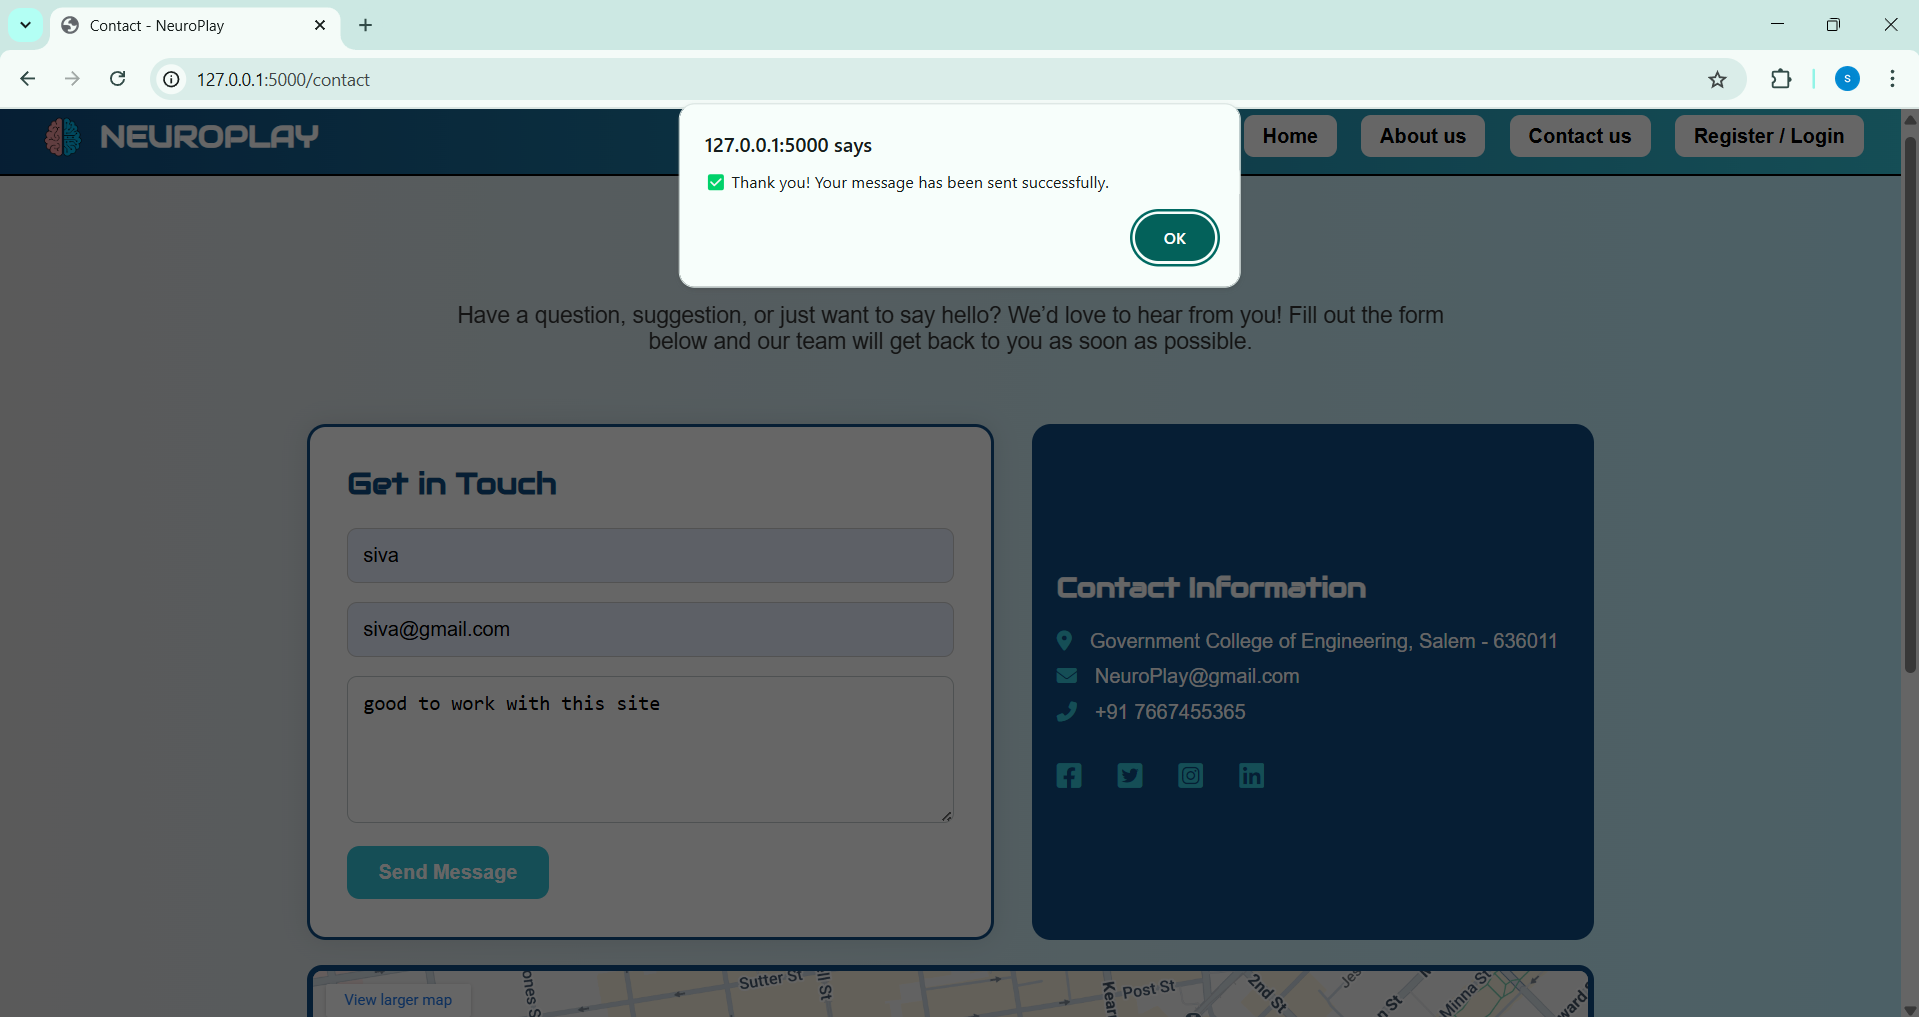 Contact - NeuroPlay
127.0.0.1:5000/contact
S
NEUROPLAY
Home
About us
Contact us
Register / Login
127.0.0.1:5000 says
Thank you! Your message has been sent successfully.
OK
Have a question, suggestion, or just want to say hello? We’d love to hear from you! Fill out the form
below and our team will get back to you as soon as possible.
Get in Touch
siva
siva@gmail.com
good to work with this site
Send Message
Contact Information
Government College of Engineering, Salem - 636011
NeuroPlay@gmail.com
+91 7667455365
View larger map
Sutter St
Post St
2nd St
Minna St